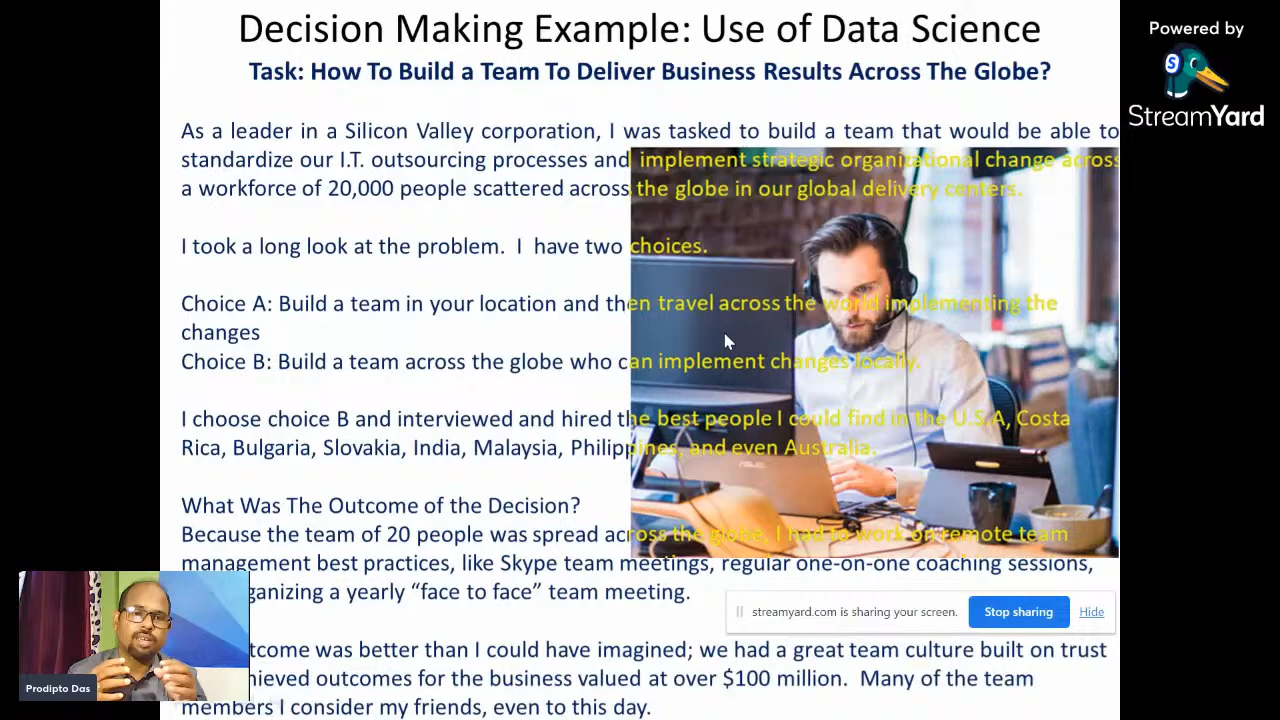 Decision Making Example: Use of Data Science
Powered by
S
StreamYard
Task: How To Build a Team To Deliver Business Results Across The Globe?
As a leader in a Silicon Valley corporation, I was tasked to build a team that would be able to
standardize our I.T. outsourcing processes and implement strategic organizational change across
a workforce of 20,000 people scattered across the globe in our global delivery centers.
I took a long look at the problem. I have two choices.
Choice A: Build a team in your location and then travel across the world implementing the
changes
Choice B: Build a team across the globe who can implement changes locally.
I choose choice B and interviewed and hired the best people I could find in the U.S.A, Costa
Rica, Bulgaria, Slovakia, India, Malaysia, Philippines, and even Australia.
What Was The Outcome of the Decision?
Because the team of 20 people was spread across the globe, I had to work on remote team
management best practices, like Skype team meetings, regular one-on-one coaching sessions,
ganizing a yearly “face to face” team meeting.
streamyard.com is sharing your screen.
Stop sharing
Hide
tcome was better than I could have imagined; we had a great team culture built on trust
hieved outcomes for the business valued at over $100 million. Many of the team
members I consider my friends, even to this day.
Prodipto Das